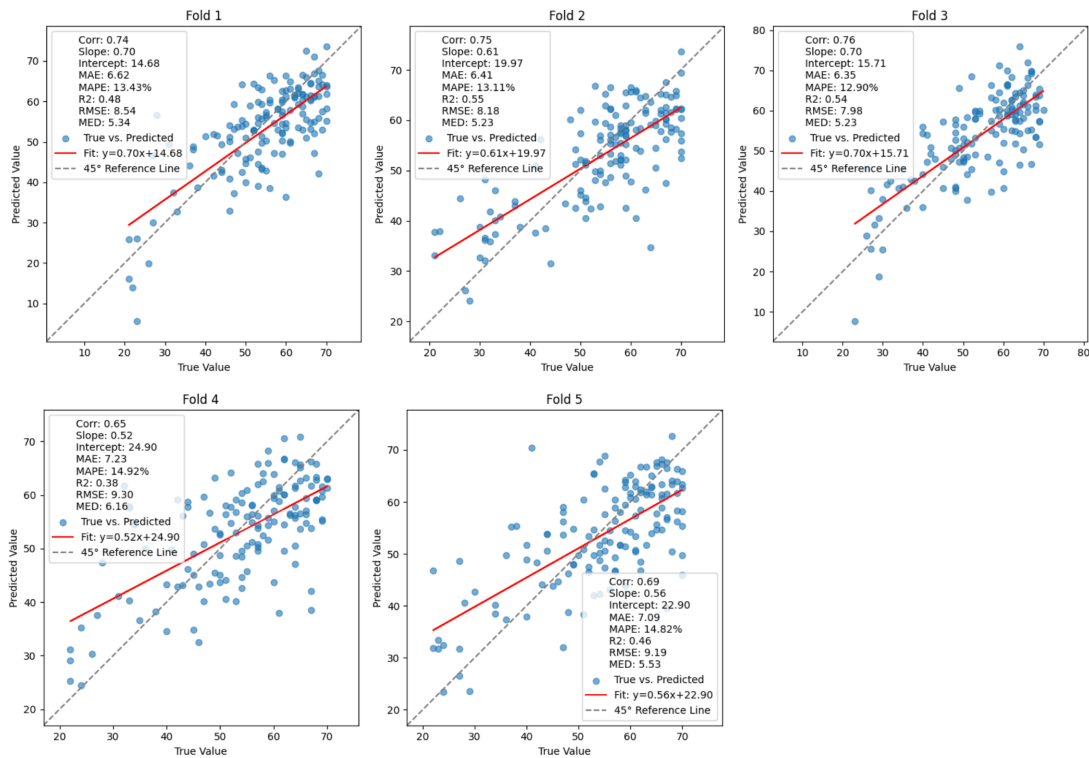 Fold 1
Corr: 0.74
Slope: 0.70
Intercept: 14.68
MAE: 6.62
MAPE: 13.43%
R2: 0.48
RMSE: 8.54
MED: 5.34
True vs. Predicted
Fit: y=0.70x+14.68
45° Reference Line
Predicted Value
70
60
50
40
30
20
10
10 20 30 40 50 60 70
True Value
Fold 2
Corr: 0.75
Slope: 0.61
Intercept: 19.97
MAE: 6.41
MAPE: 13.11%
R2: 0.55
RMSE: 8.18
MED: 5.23
True vs. Predicted
Fit: y=0.61x+19.97
45° Reference Line
Predicted Value
70
60
50
40
30
20
20 30 40 50 60 70
True Value
Fold 3
Corr: 0.76
Slope: 0.70
Intercept: 15.71
MAE: 6.35
MAPE: 12.90%
R2: 0.54
RMSE: 7.98
MED: 5.23
True vs. Predicted
Fit: y=0.70x+15.71
45° Reference Line
Predicted Value
80
70
60
50
40
30
20
10
10 20 30 40 50 60 70 80
True Value
Fold 4
Corr: 0.65
Slope: 0.52
Intercept: 24.90
MAE: 7.23
MAPE: 14.92%
R2: 0.38
RMSE: 9.30
MED: 6.16
True vs. Predicted
Fit: y=0.52x+24.90
45° Reference Line
Predicted Value
70
60
50
40
30
20
20 30 40 50 60 70
True Value
Fold 5
Corr: 0.69
Slope: 0.56
Intercept: 22.90
MAE: 7.09
MAPE: 14.82%
R2: 0.46
RMSE: 9.19
MED: 5.53
True vs. Predicted
Fit: y=0.56x+22.90
45° Reference Line
Predicted Value
70
60
50
40
30
20
20 30 40 50 60 70
True Value